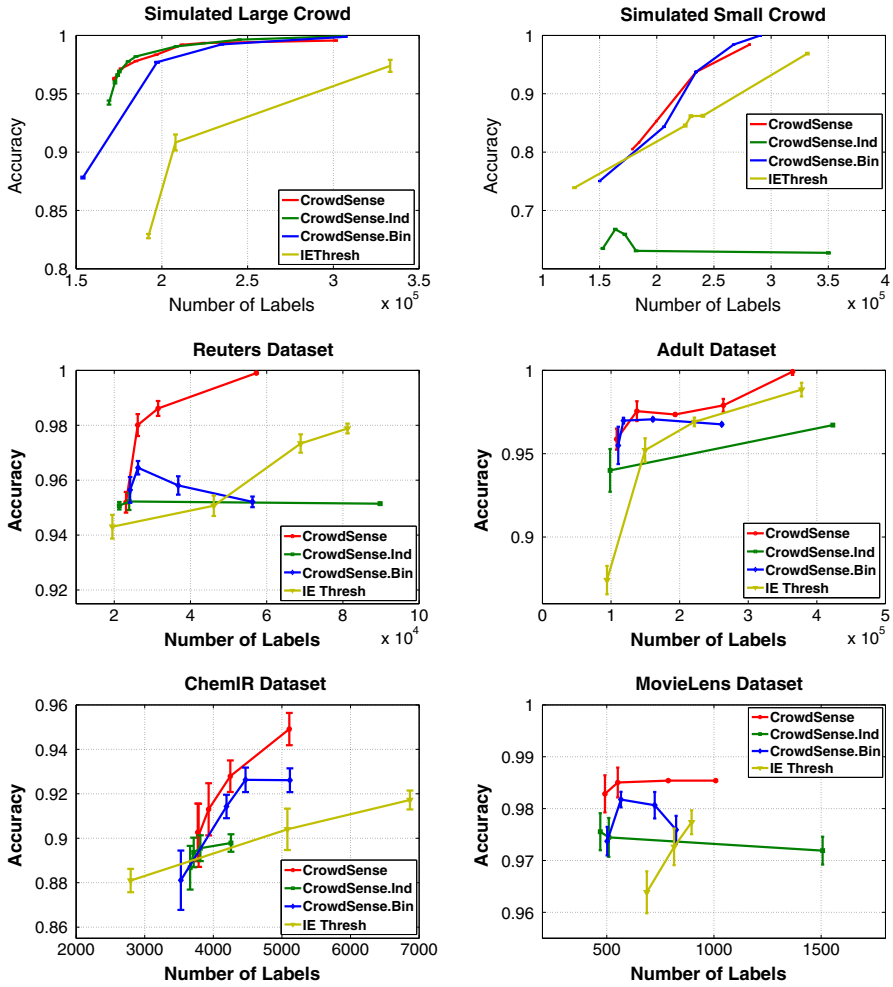 Simulated Large Crowd
1
0.95
0.9
0.85
0.8
Accuracy
1.5
2
2.5
3
3.5
Number of Labels
x 10^5
CrowdSense
CrowdSense.Ind
CrowdSense.Bin
IEThresh
Simulated Small Crowd
1
0.9
0.8
0.7
Accuracy
1
1.5
2
2.5
3
3.5
4
Number of Labels
x 10^5
CrowdSense
CrowdSense.Ind
CrowdSense.Bin
IEThresh
Reuters Dataset
1
0.98
0.96
0.94
0.92
Accuracy
2
4
6
8
10
Number of Labels
x 10^4
CrowdSense
CrowdSense.Ind
CrowdSense.Bin
IE Thresh
Adult Dataset
1
0.95
0.9
Accuracy
0
1
2
3
4
5
Number of Labels
x 10^5
CrowdSense
CrowdSense.Ind
CrowdSense.Bin
IE Thresh
ChemIR Dataset
0.96
0.94
0.92
0.9
0.88
0.86
Accuracy
2000
3000
4000
5000
6000
7000
Number of Labels
CrowdSense
CrowdSense.Ind
CrowdSense.Bin
IE Thresh
MovieLens Dataset
1
0.99
0.98
0.97
0.96
Accuracy
500
1000
1500
Number of Labels
CrowdSense
CrowdSense.Ind
CrowdSense.Bin
IE Thresh